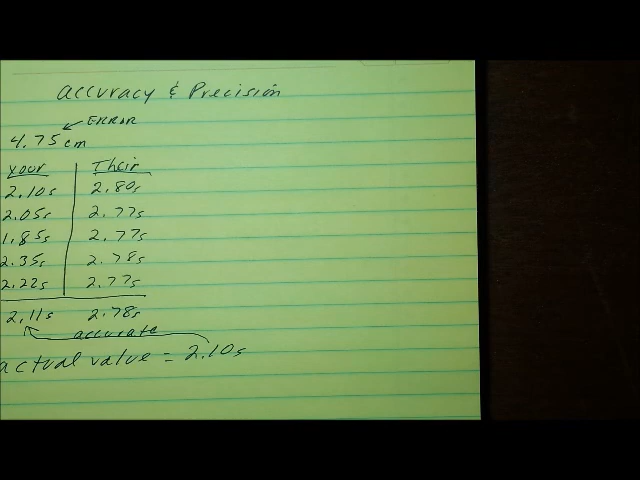 accuracy & Precision
ERROR
4.75 cm
your Their
2.10s 2.80s
2.05s 2.77s
1.85s 2.77s
2.35s 2.78s
2.22s 2.77s
2.11s 2.78s
accurate
actual value = 2.10s